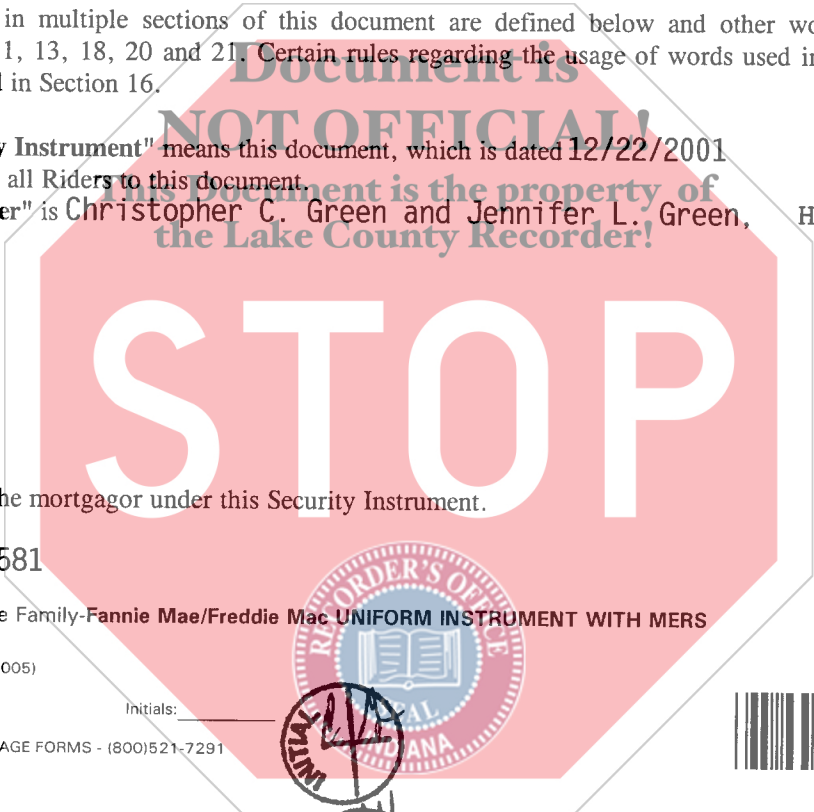 in multiple sections of this document are defined below and other wo
1, 13, 18, 20 and 21. Certain rules regarding the usage of words used in
in Section 16.
Document is
NOT OFFICIAL!
This Document is the property of
the Lake County Recorder!
Instrument" means this document, which is dated 12/22/2001
all Riders to this document.
er" is Christopher C. Green and Jennifer L. Green, H
STOP
he mortgagor under this Security Instrument.
581
e Family-Fannie Mae/Freddie Mac UNIFORM INSTRUMENT WITH MERS
005)
Initials:
AGE FORMS - (800)521-7291
RECORDER'S OFFICE
SEAL
INDIANA
INITIAL